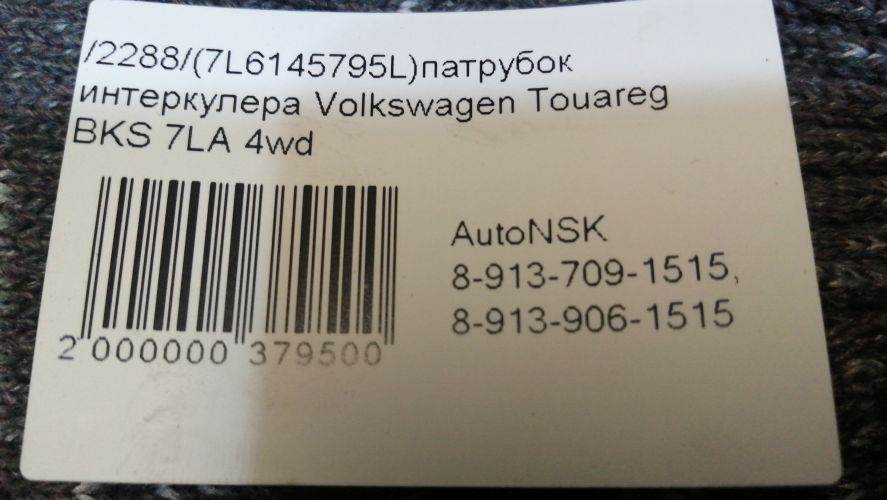 /2288/(7L6145795L)патрубок
интеркулера Volkswagen Touareg
BKS 7LA 4wd
AutoNSK
8-913-709-1515,
8-913-906-1515
2 000000 379500